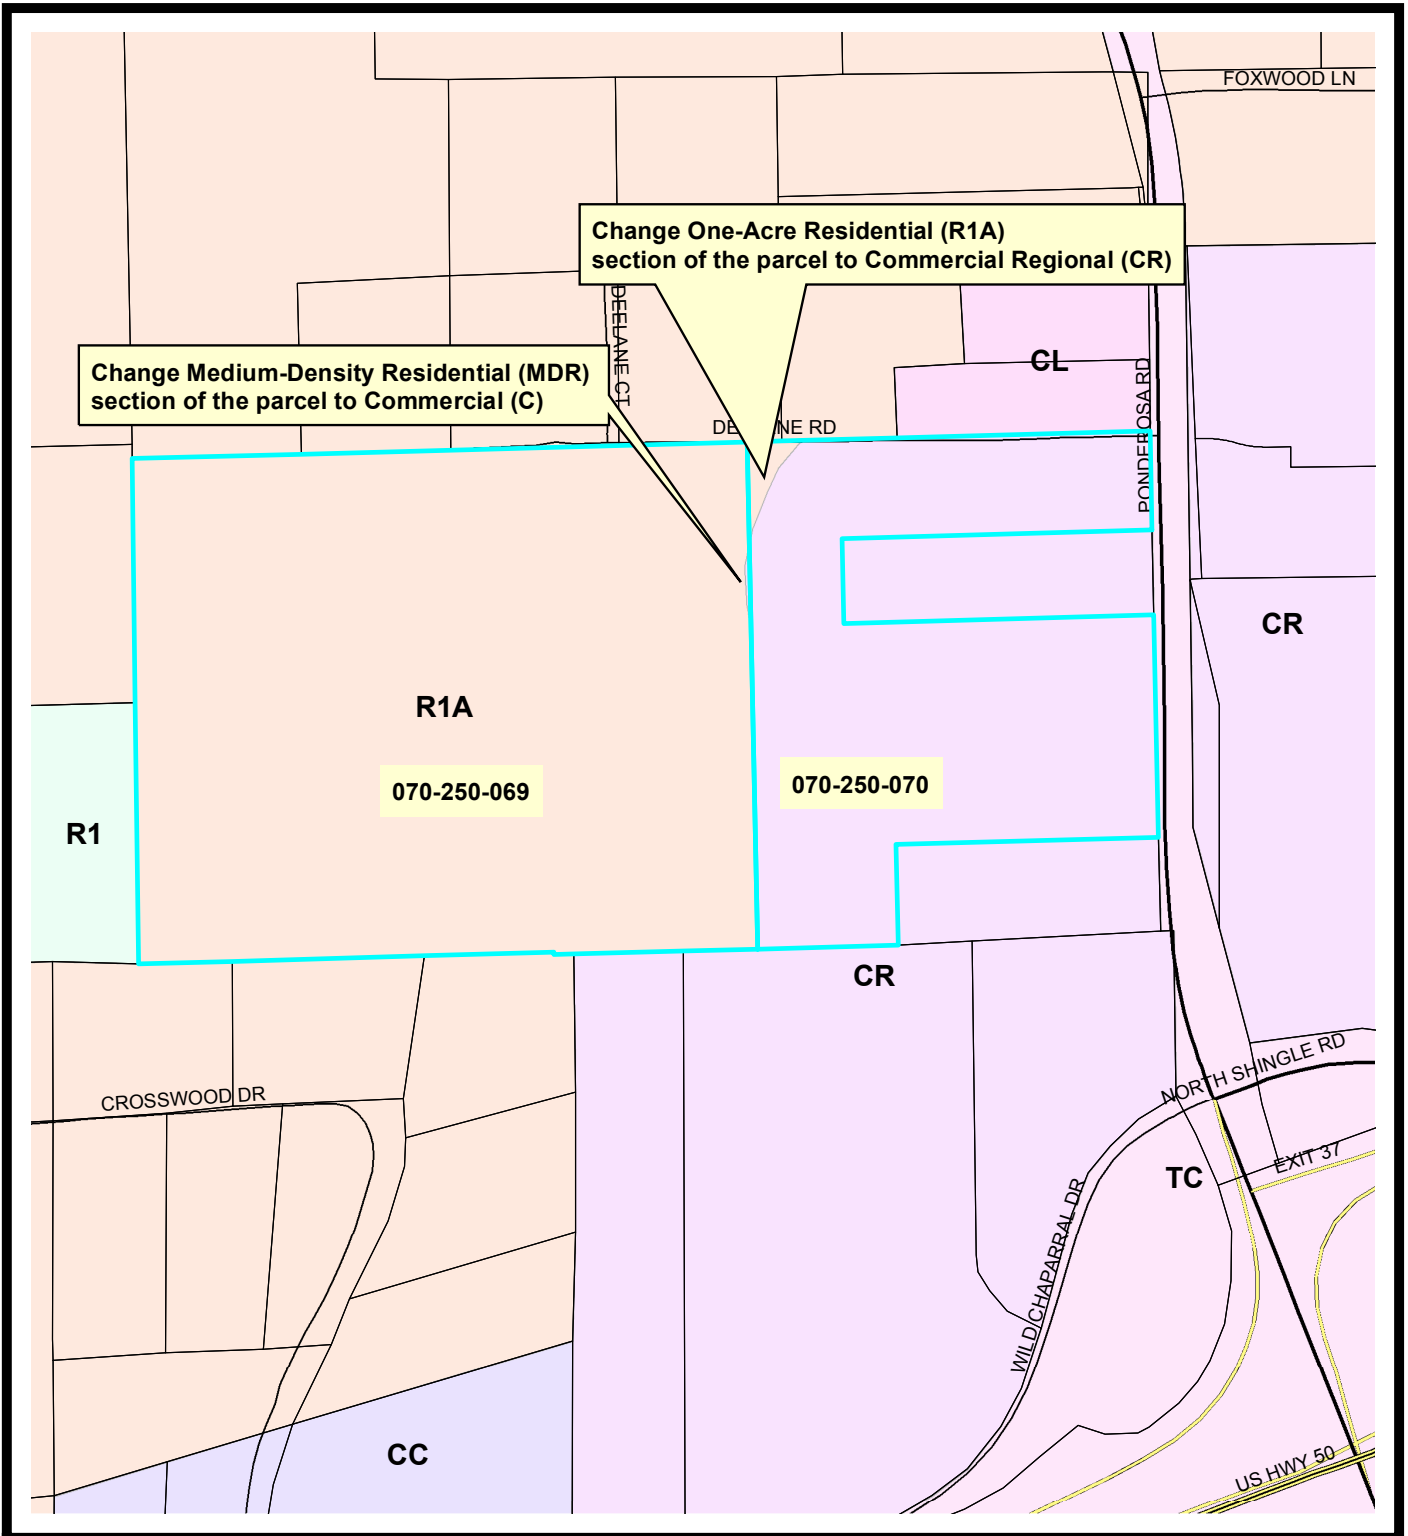 FOXWOOD LN
Change One-Acre Residential (R1A)
section of the parcel to Commercial Regional (CR)
DEELANE CT
CL
Change Medium-Density Residential (MDR)
section of the parcel to Commercial (C)
PONDEROSA RD
NE RD
CR
R1A
070-250-069
070-250-070
R1
CR
CROSSWOOD DR
NORTH SHINGLE RD
EXIT 37
TC
WILD CHAPARRAL DR
CC
US HWY 50